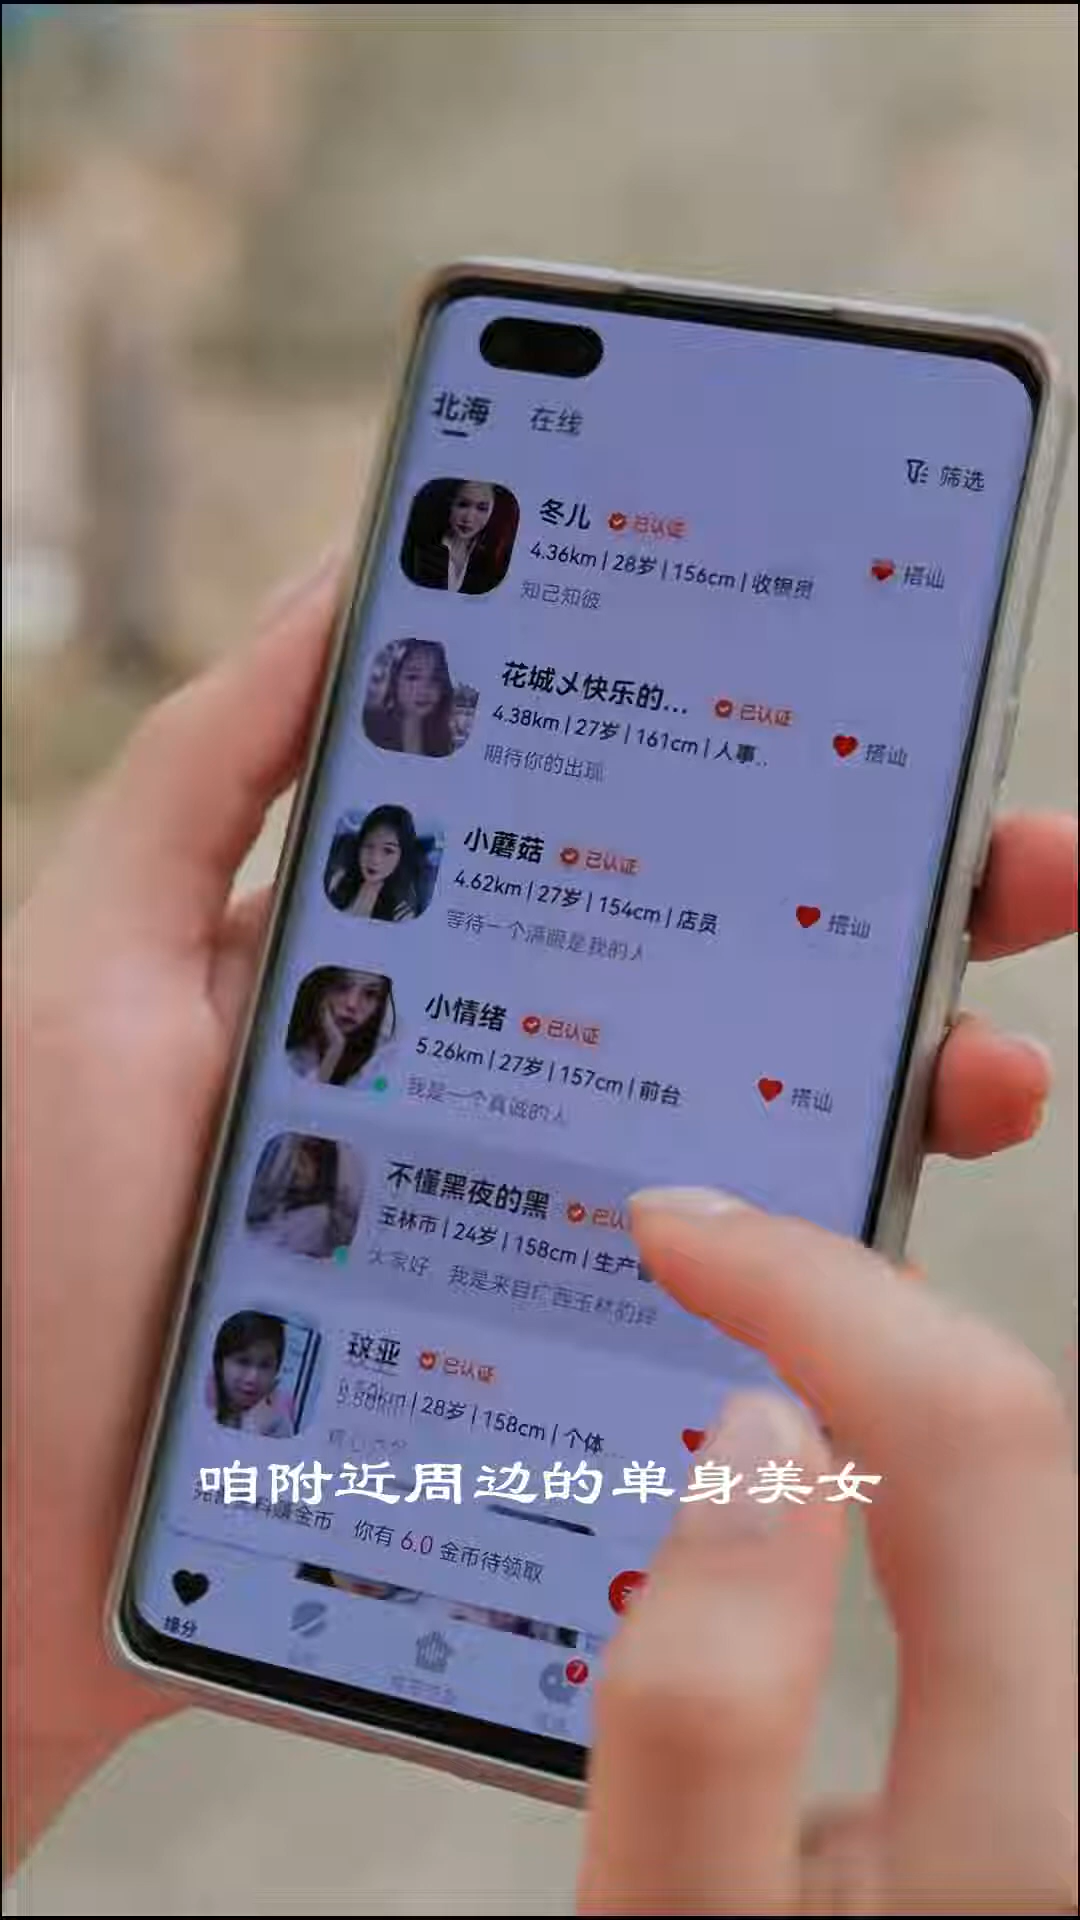 北海 在线
筛选
冬儿 已认证
4.36km | 28岁 | 156cm | 收银员
搭讪
知己知彼
花城乂快乐的... 已认证
4.38km | 27岁 | 161cm | 人事..
搭讪
期待你的出现
小蘑菇 已认证
4.62km | 27岁 | 154cm | 店员
搭讪
等待一个满眼是我的人
小情绪 已认证
5.26km | 27岁 | 157cm | 前台
搭讪
我是一个真诚的人
不懂黑夜的黑 已认
玉林市 | 24岁 | 158cm | 生产
大家好 我是来自广西玉林的
玟亚 已认证
28岁 | 158cm | 个体...
咱附近周边的单身美女
金币 你有 6.0 金币待领取
缘分
7